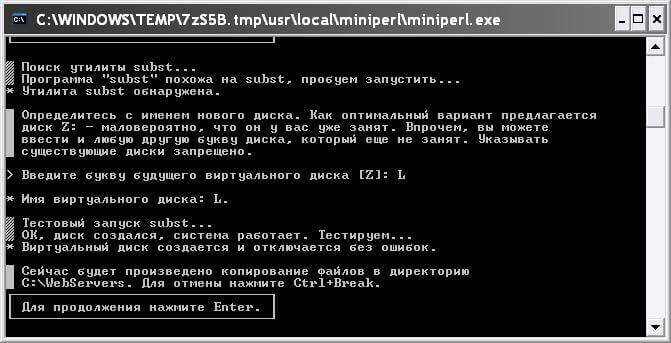 C:\WINDOWS\TEMP\7zS5B.tmp\usr\local\miniperl\miniperl.exe
Поиск утилиты subst...
Программа "subst" похожа на subst, пробуем запустить...
* Утилита subst обнаружена.
Определитесь с именем нового диска. Как оптимальный вариант предлагается
диск Z: - маловероятно, что он у вас уже занят. Впрочем, вы можете
ввести и любую другую букву диска, который еще не занят. Указывать
существующие диски запрещено.
> Введите букву будущего виртуального диска [Z]: L
* Имя виртуального диска: L.
Тестовый запуск subst...
ОК, диск создался, система работает. Тестируем...
* Виртуальный диск создается и отключается без ошибок.
Сейчас будет произведено копирование файлов в директорию
C:\WebServers. Для отмены нажмите Ctrl+Break.
Для продолжения нажмите Enter.